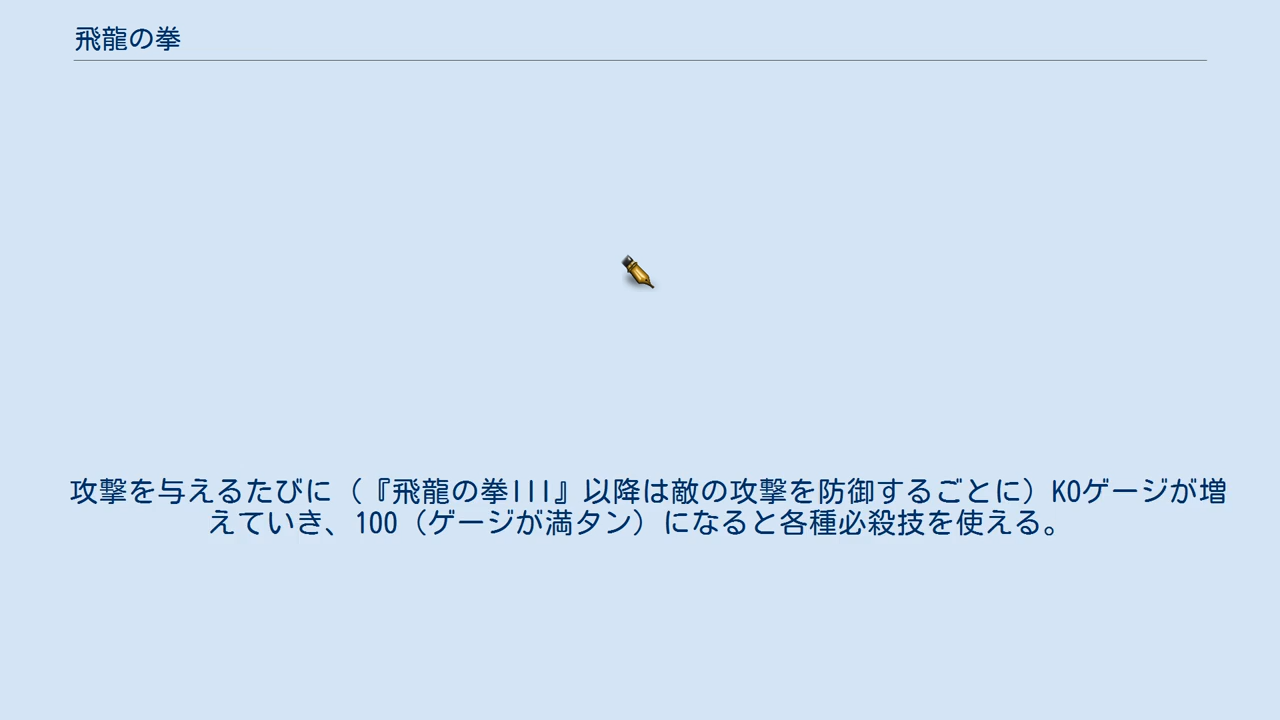 飛龍の拳
攻撃を与えるたびに（『飛龍の拳III』以降は敵の攻撃を防御するごとに）KOゲージが増
えていき、100（ゲージが満タン）になると各種必殺技を使える。